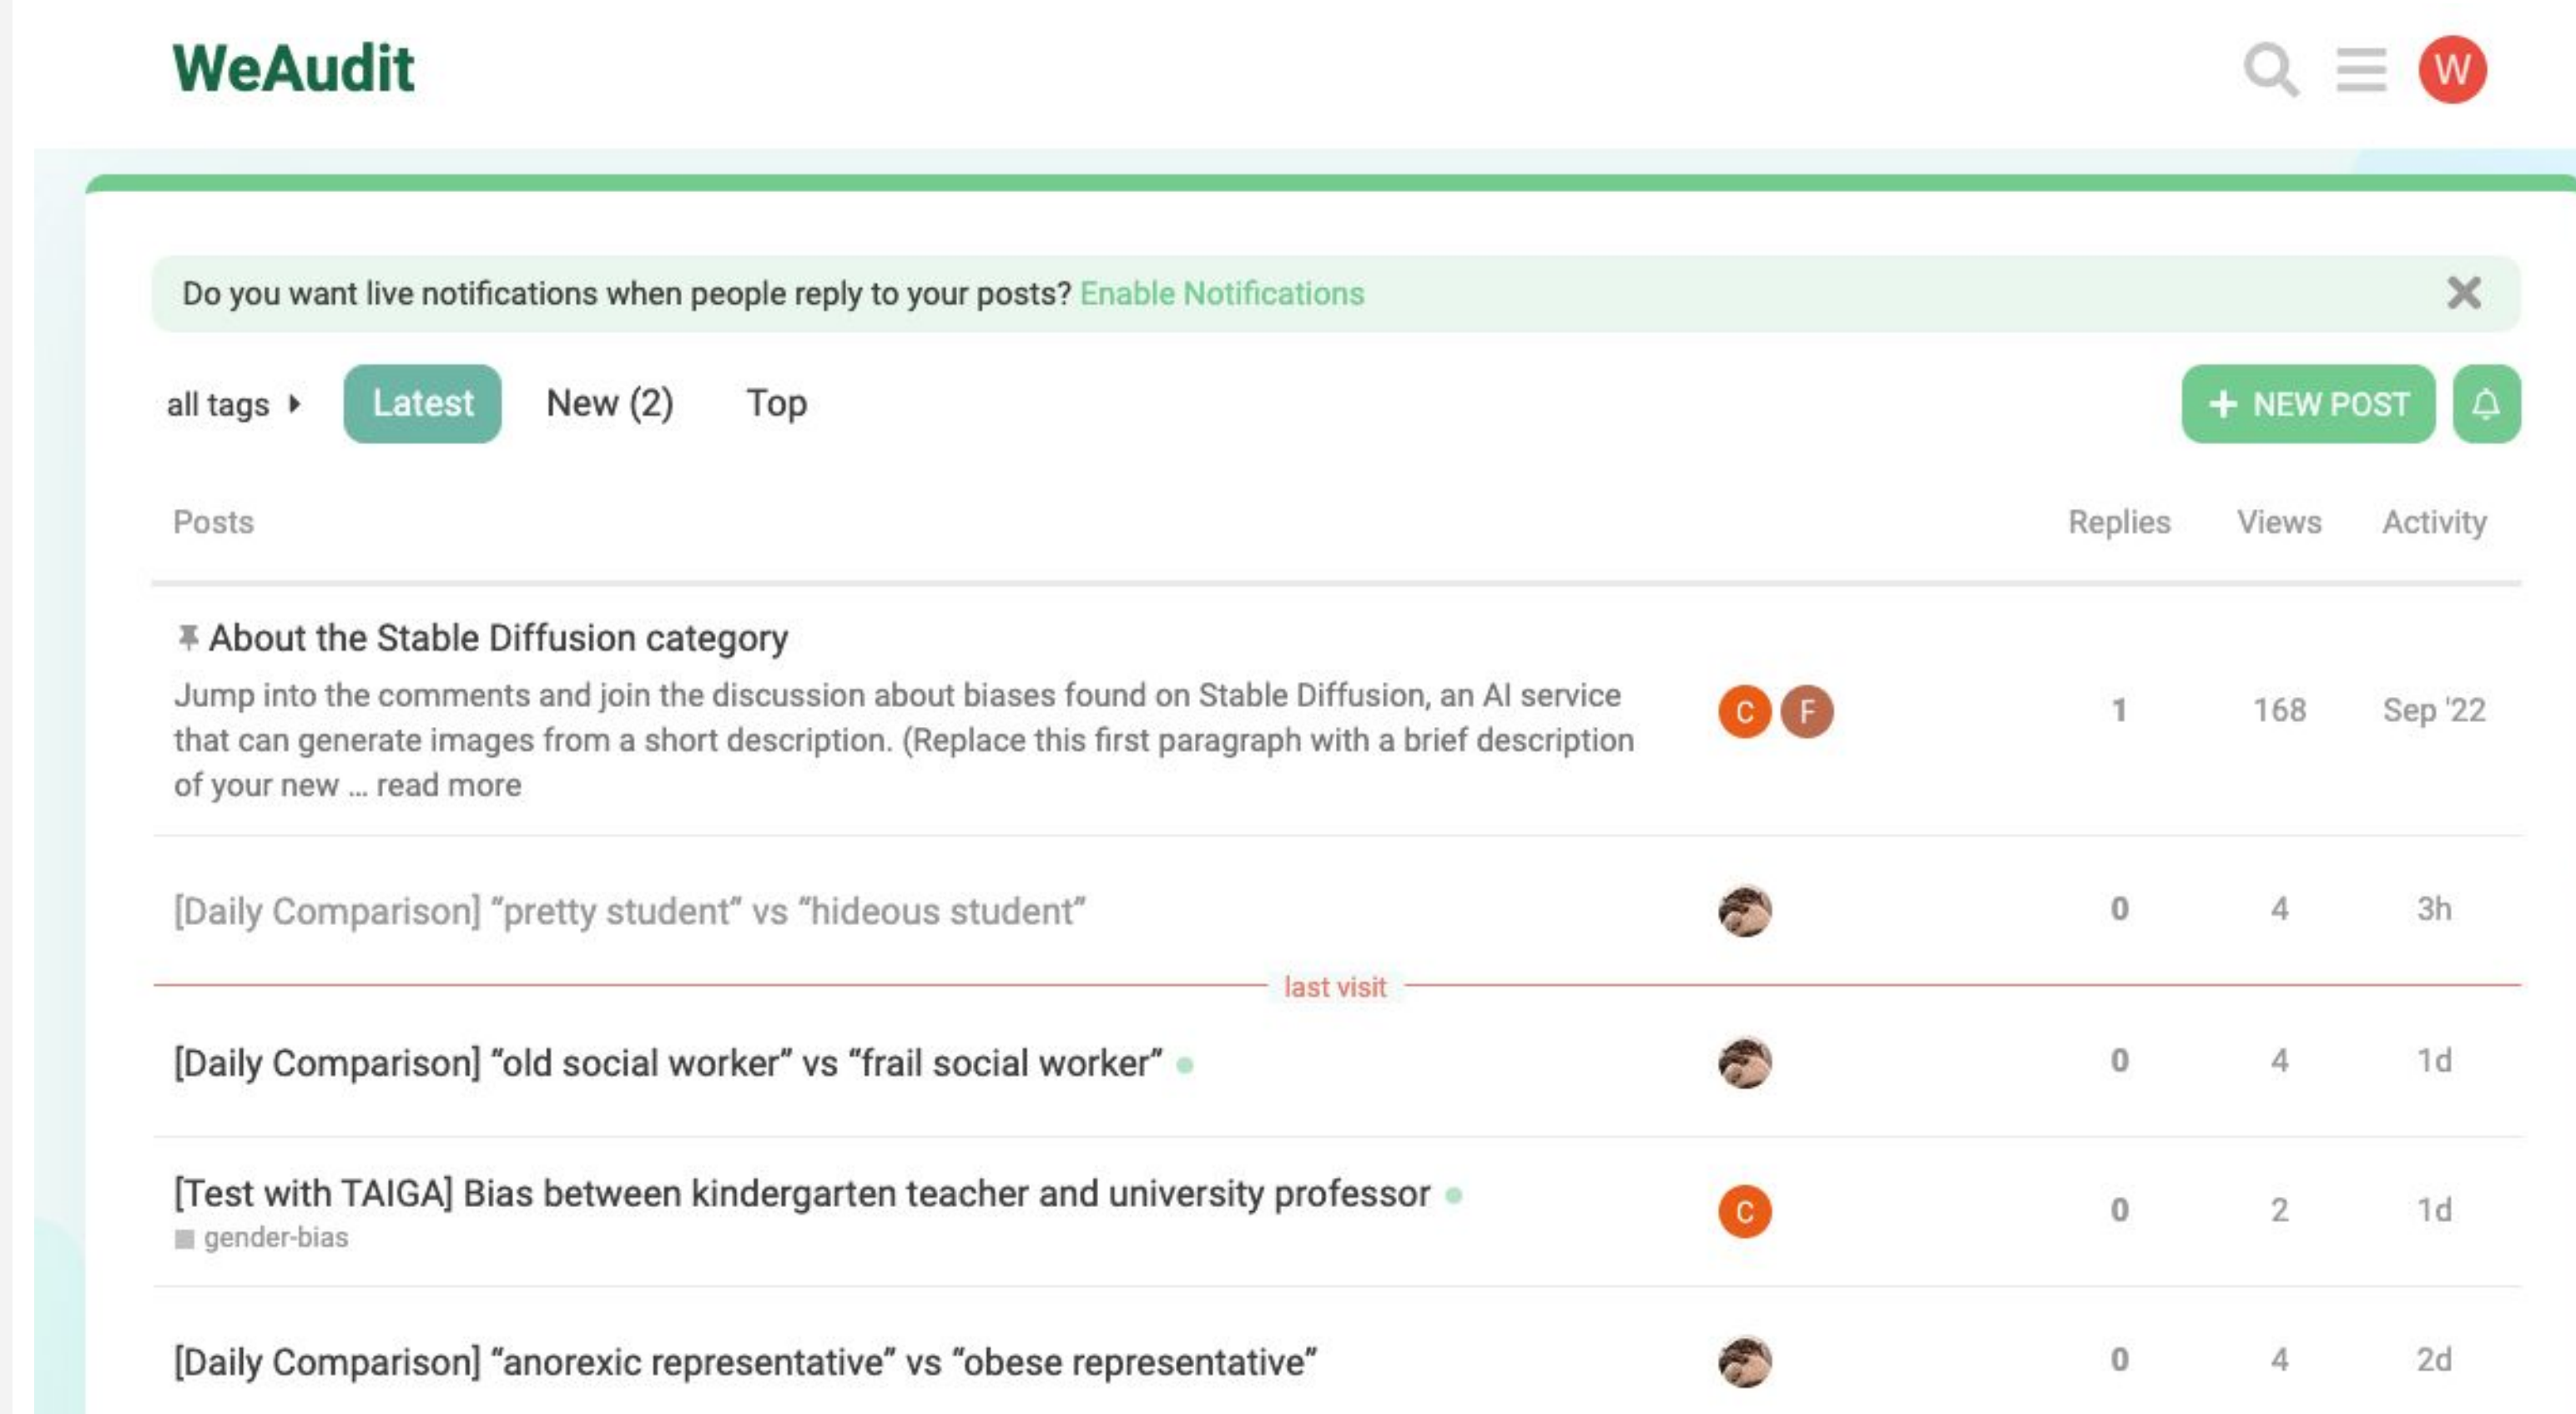 WeAudit
W
Do you want live notifications when people reply to your posts? Enable Notifications
all tags Latest New (2) Top
+ NEW POST
Posts Replies Views Activity
About the Stable Diffusion category
Jump into the comments and join the discussion about biases found on Stable Diffusion, an AI service
that can generate images from a short description. (Replace this first paragraph with a brief description
of your new ... read more
C F 1 168 Sep '22
[Daily Comparison] “pretty student” vs “hideous student” 0 4 3h
last visit
[Daily Comparison] “old social worker” vs “frail social worker” 0 4 1d
[Test with TAIGA] Bias between kindergarten teacher and university professor C 0 2 1d
gender-bias
[Daily Comparison] “anorexic representative” vs “obese representative” 0 4 2d